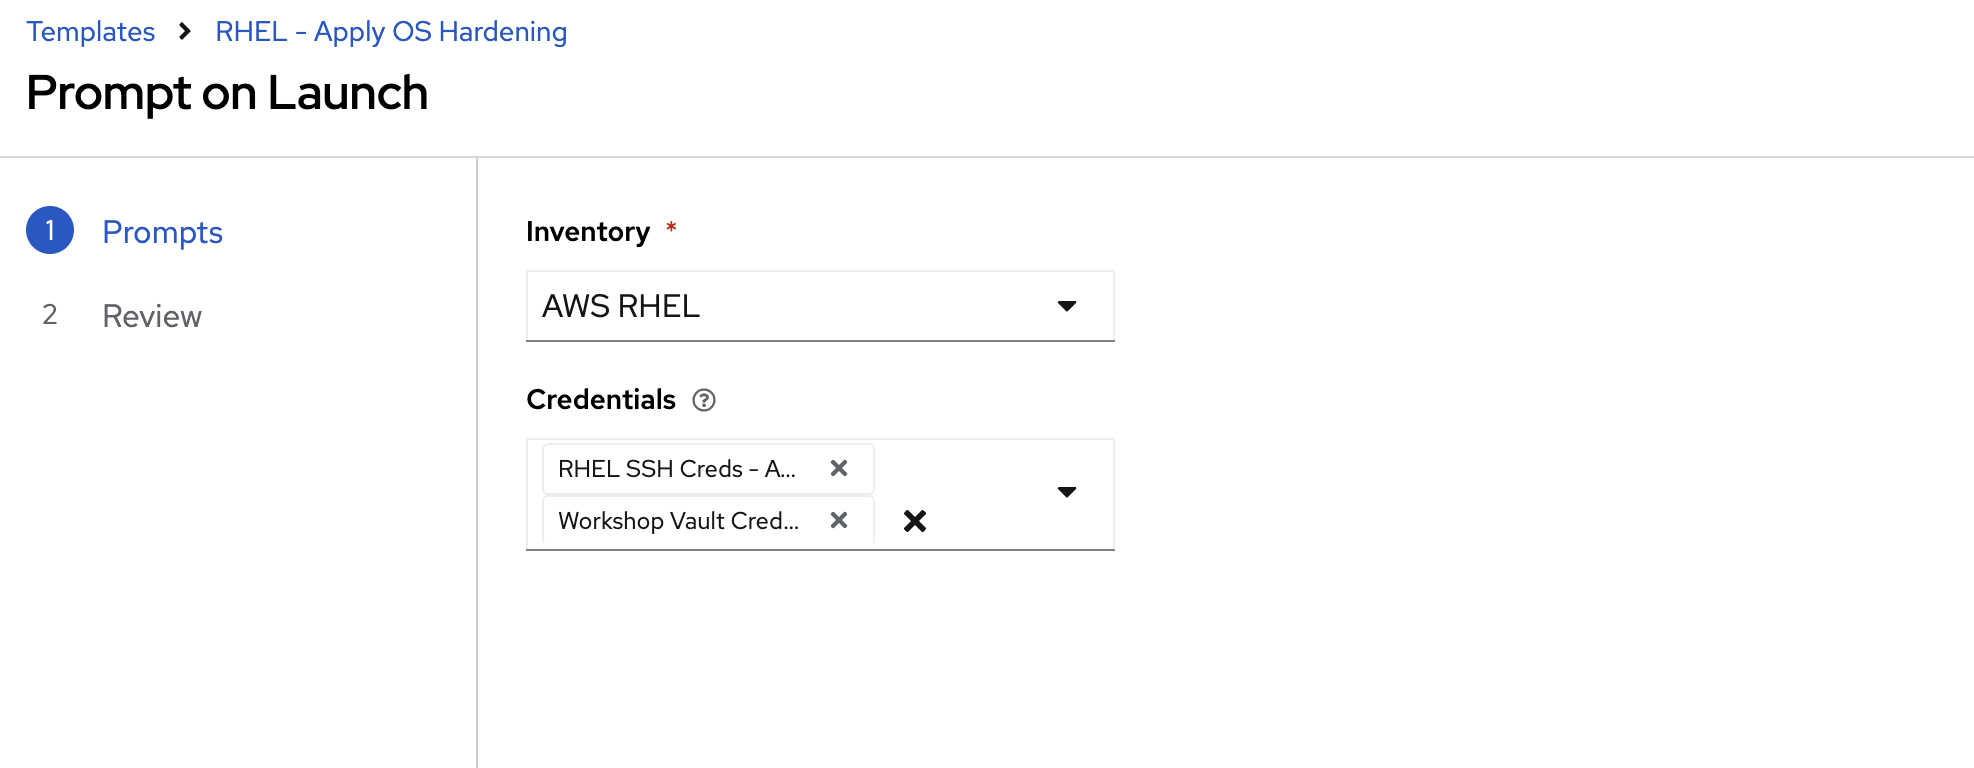 Templates > RHEL - Apply OS Hardening
Prompt on Launch
1 Prompts
2 Review
Inventory *
AWS RHEL
Credentials ?
RHEL SSH Creds - A...
Workshop Vault Cred...